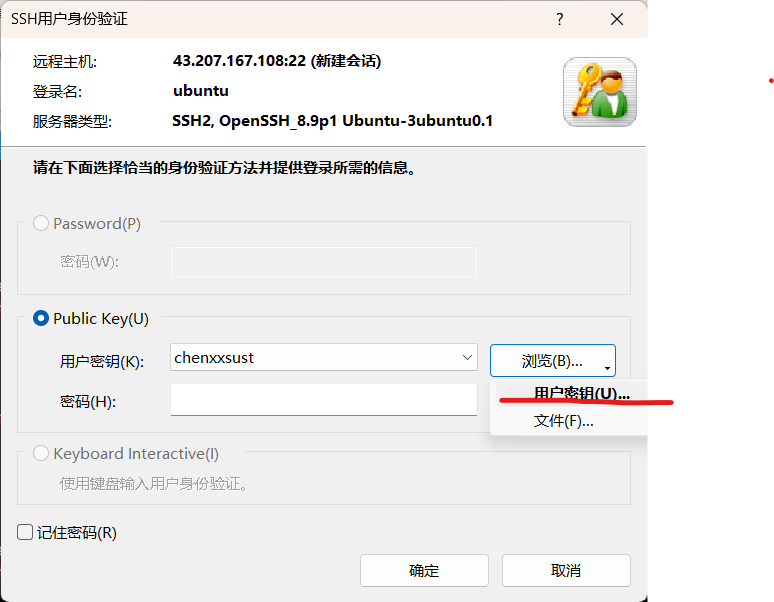 SSH用户身份验证 ?
远程主机: 43.207.167.108:22 (新建会话)
登录名: ubuntu
服务器类型: SSH2, OpenSSH_8.9p1 Ubuntu-3ubuntu0.1
请在下面选择恰当的身份验证方法并提供登录所需的信息。
Password(P)
密码(W):
Public Key(U)
用户密钥(K): chenxxsust 浏览(B)...
用户密钥(U)...
密码(H):
文件(F)...
Keyboard Interactive(I)
使用键盘输入用户身份验证。
记住密码(R)
确定 取消